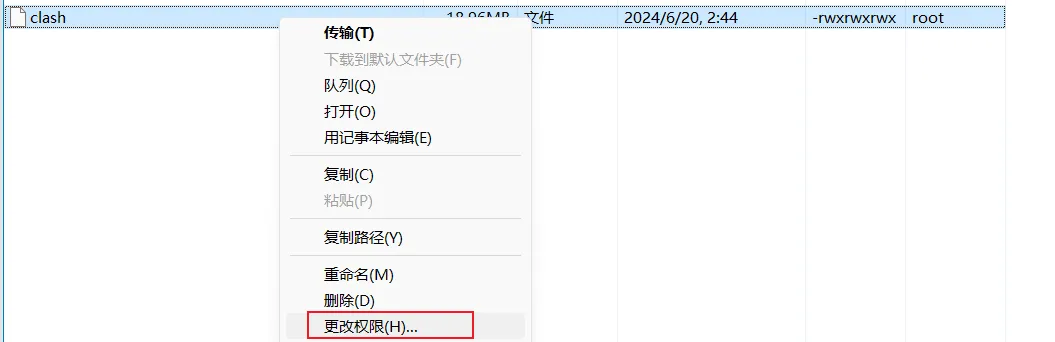 clash 18.96MB 文件 2024/6/20, 2:44 -rwxrwxrwx root
传输(T)
下载到默认文件夹(F)
队列(Q)
打开(O)
用记事本编辑(E)
复制(C)
粘贴(P)
复制路径(Y)
重命名(M)
删除(D)
更改权限(H)...